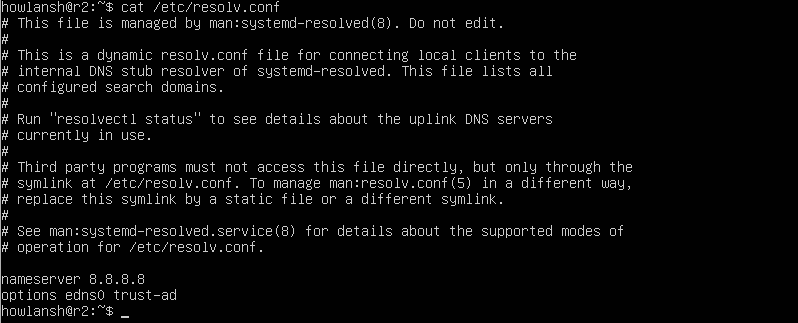 howlansh@r2:~$ cat /etc/resolv.conf
# This file is managed by man:systemd-resolved(8). Do not edit.
#
# This is a dynamic resolv.conf file for connecting local clients to the
# internal DNS stub resolver of systemd-resolved. This file lists all
# configured search domains.
#
# Run "resolvectl status" to see details about the uplink DNS servers
# currently in use.
#
# Third party programs must not access this file directly, but only through the
# symlink at /etc/resolv.conf. To manage man:resolv.conf(5) in a different way,
# replace this symlink by a static file or a different symlink.
#
# See man:systemd-resolved.service(8) for details about the supported modes of
# operation for /etc/resolv.conf.
nameserver 8.8.8.8
options edns0 trust-ad
howlansh@r2:~$ _